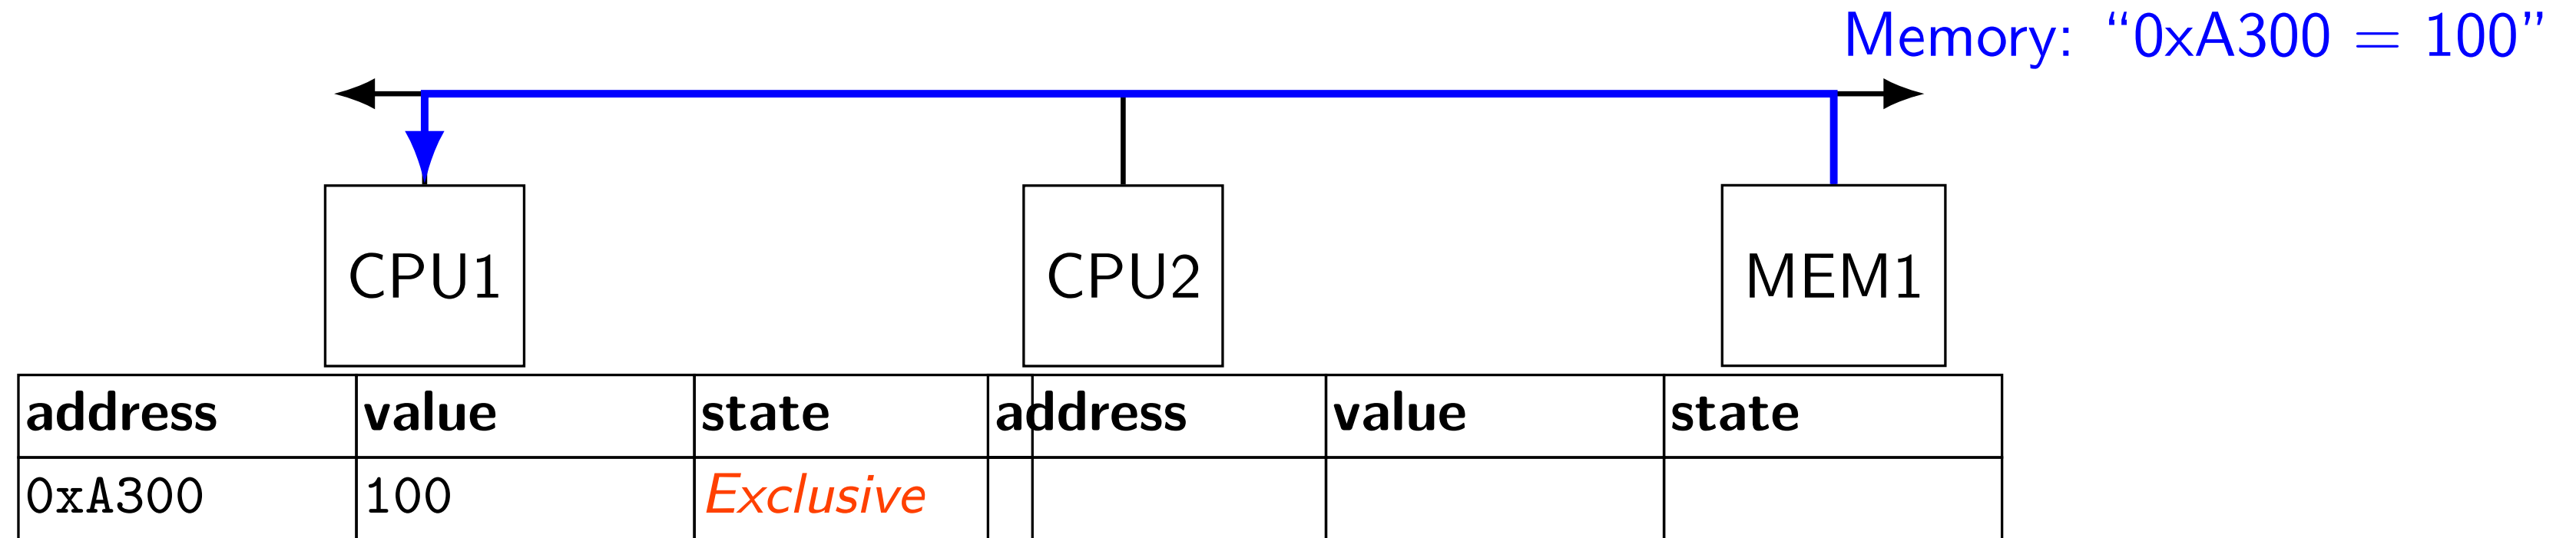 Memory: “0xA300 = 100”
CPU1 CPU2 MEM1
address value state address value state
0xA300 100 Exclusive